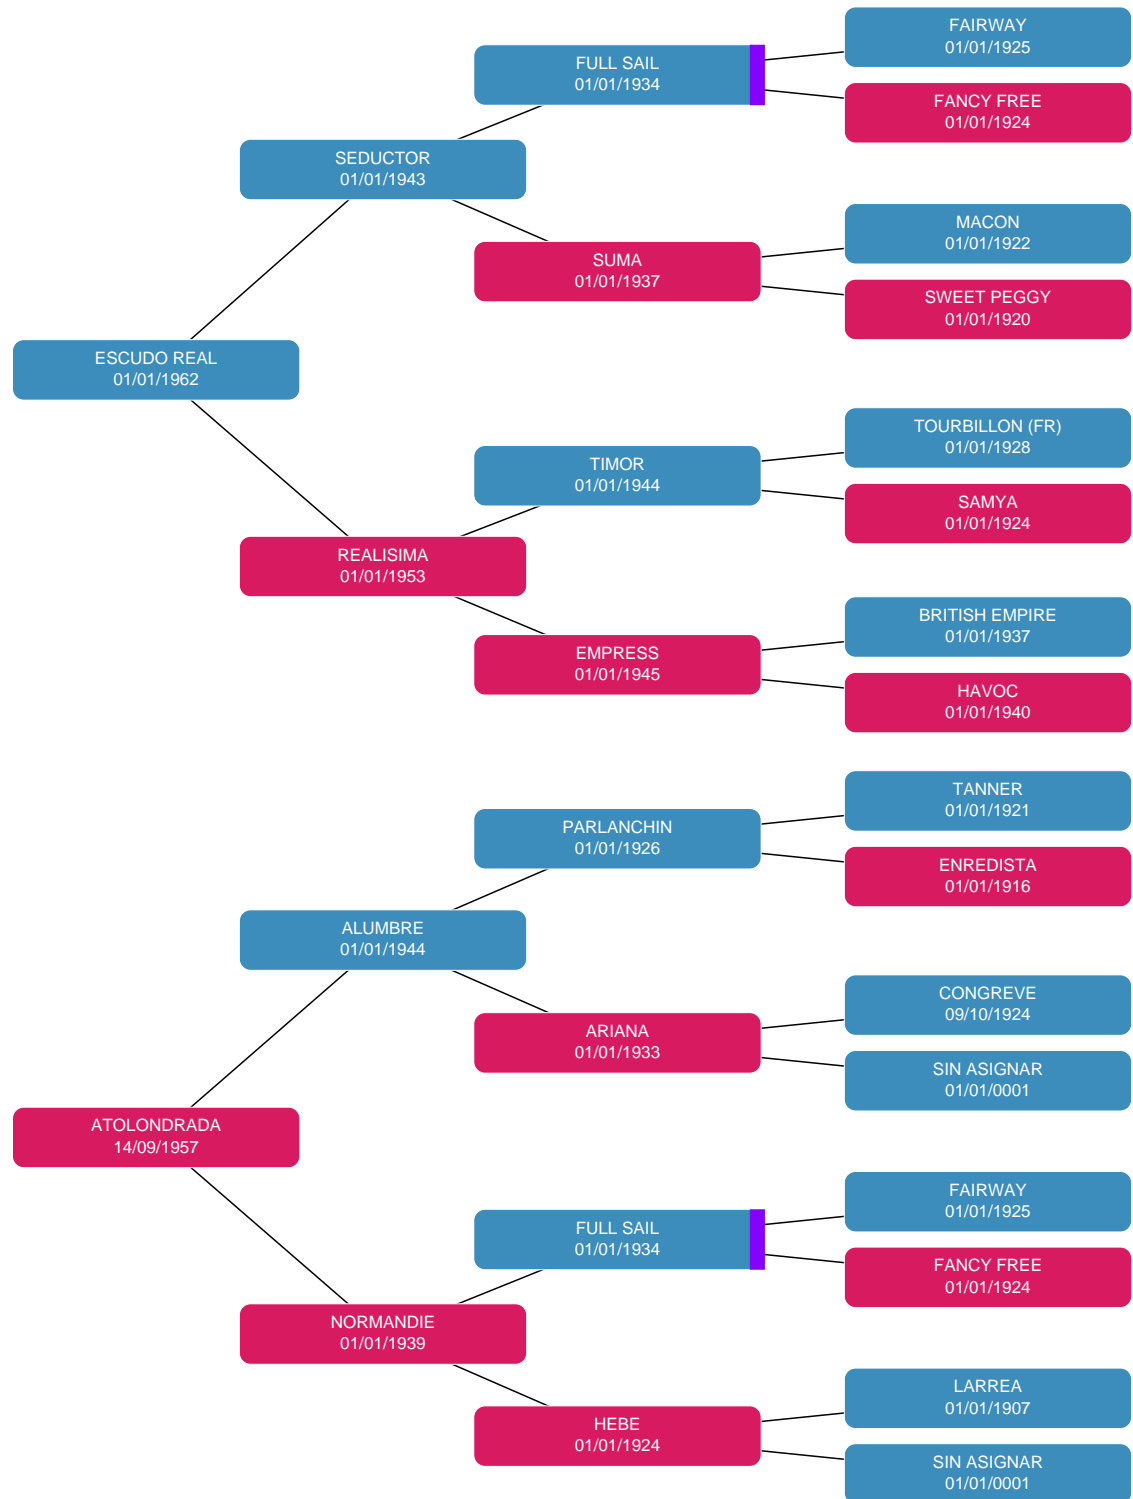 FAIRWAY
01/01/1925
FULL SAIL
01/01/1934
FANCY FREE
01/01/1924
SEDUCTOR
01/01/1943
MACON
01/01/1922
SUMA
01/01/1937
SWEET PEGGY
01/01/1920
ESCUDO REAL
01/01/1962
TOURBILLON (FR)
01/01/1928
TIMOR
01/01/1944
SAMYA
01/01/1924
REALISIMA
01/01/1953
BRITISH EMPIRE
01/01/1937
EMPRESS
01/01/1945
HAVOC
01/01/1940
TANNER
01/01/1921
PARLANCHIN
01/01/1926
ENREDISTA
01/01/1916
ALUMBRE
01/01/1944
CONGREVE
09/10/1924
ARIANA
01/01/1933
SIN ASIGNAR
01/01/0001
ATOLONDRADA
14/09/1957
FAIRWAY
01/01/1925
FULL SAIL
01/01/1934
FANCY FREE
01/01/1924
NORMANDIE
01/01/1939
LARREA
01/01/1907
HEBE
01/01/1924
SIN ASIGNAR
01/01/0001